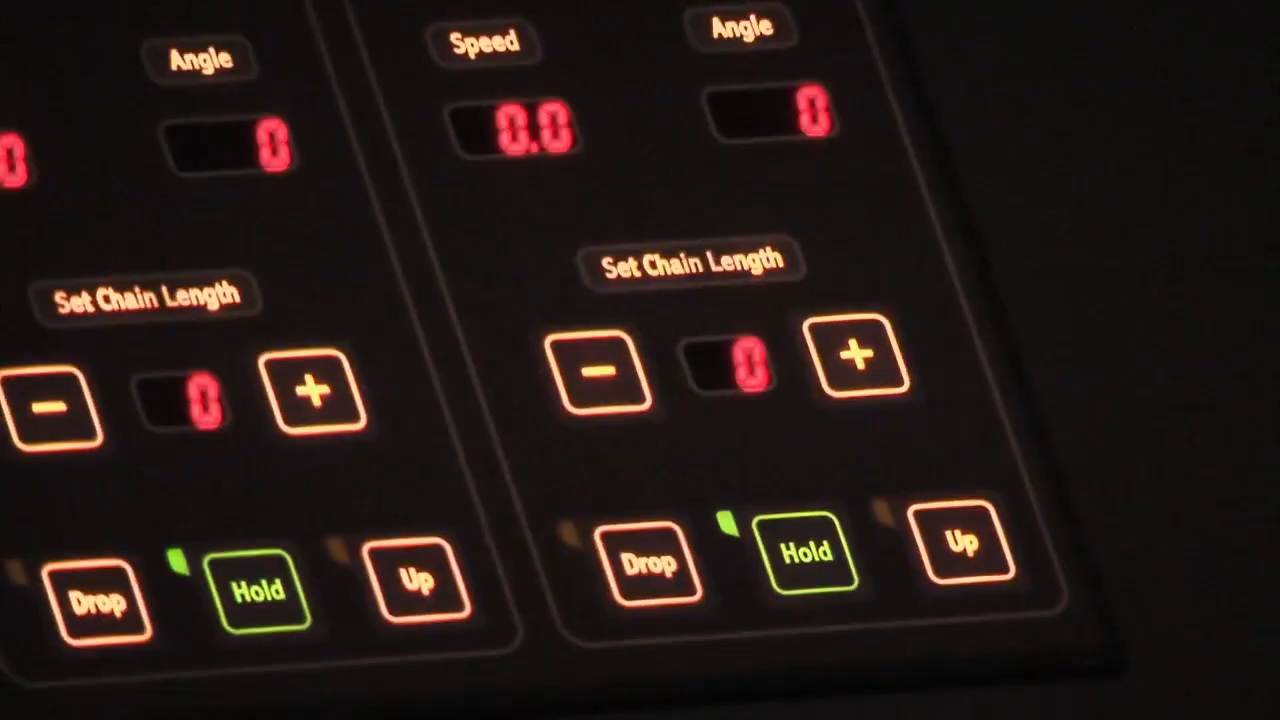 Angle
0 0
Set Chain Length
- 0 +
Drop Hold Up
Speed Angle
0.0 0
Set Chain Length
- 0 +
Drop Hold Up